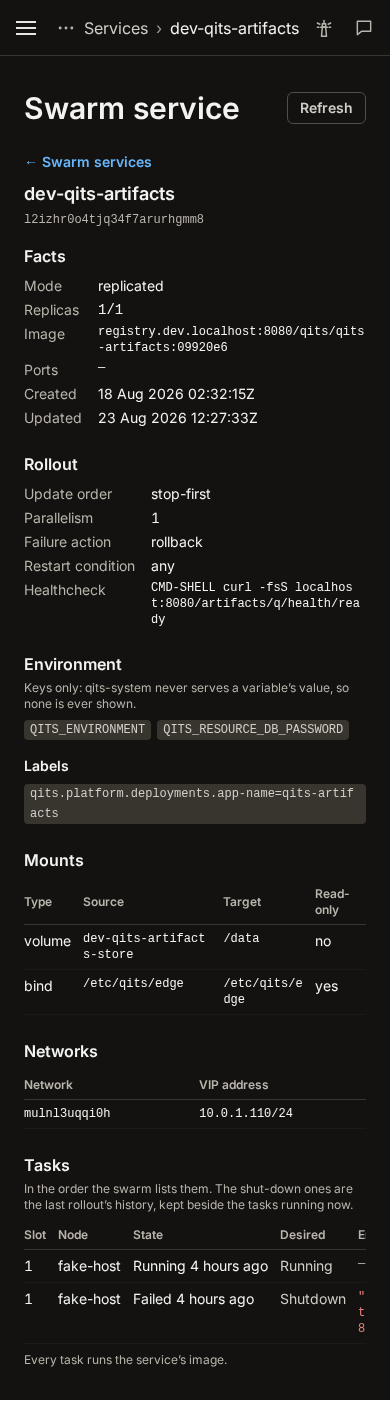 ··· Services › dev-qits-artifacts
Swarm service
Refresh
← Swarm services
dev-qits-artifacts
l2izhr0o4tjq34f7arurhgmm8
Facts
Mode replicated
Replicas 1/1
Image registry.dev.localhost:8080/qits/qits
-artifacts:09920e6
Ports —
Created 18 Aug 2026 02:32:15Z
Updated 23 Aug 2026 12:27:33Z
Rollout
Update order stop-first
Parallelism 1
Failure action rollback
Restart condition any
Healthcheck CMD-SHELL curl -fsS localhos
t:8080/artifacts/q/health/rea
dy
Environment
Keys only: qits-system never serves a variable’s value, so
none is ever shown.
QITS_ENVIRONMENT QITS_RESOURCE_DB_PASSWORD
Labels
qits.platform.deployments.app-name=qits-artif
acts
Mounts
Type Source Target Read-
only
volume dev-qits-artifact /data no
s-store
bind /etc/qits/edge /etc/qits/e yes
dge
Networks
Network VIP address
mulnl3uqqi0h 10.0.1.110/24
Tasks
In the order the swarm lists them. The shut-down ones are
the last rollout’s history, kept beside the tasks running now.
Slot Node State Desired
1 fake-host Running 4 hours ago Running —
1 fake-host Failed 4 hours ago Shutdown "
t
8
Every task runs the service’s image.